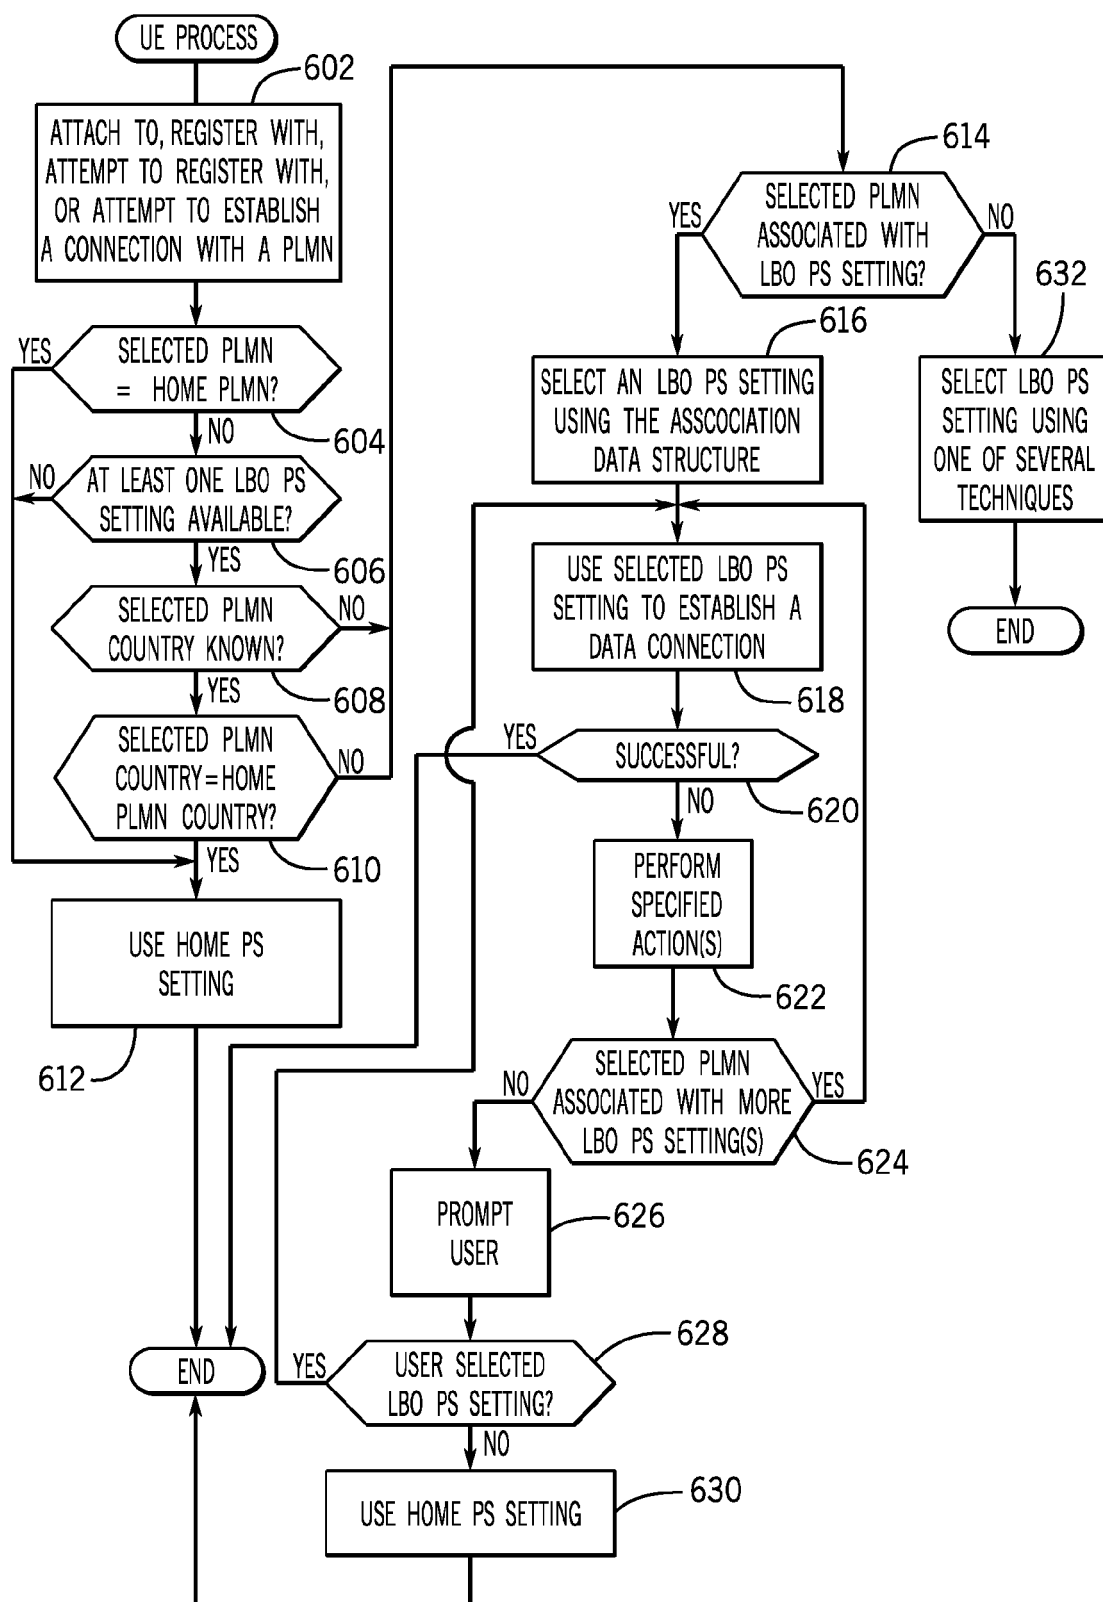 UE PROCESS
602
ATTACH TO, REGISTER WITH,
ATTEMPT TO REGISTER WITH,
OR ATTEMPT TO ESTABLISH
A CONNECTION WITH A PLMN
YES
SELECTED PLMN
= HOME PLMN?
604
NO
NO
AT LEAST ONE LBO PS
SETTING AVAILABLE?
606
YES
SELECTED PLMN
COUNTRY KNOWN?
NO
608
YES
SELECTED PLMN
COUNTRY=HOME
PLMN COUNTRY?
NO
610
YES
USE HOME PS
SETTING
612
END
614
SELECTED PLMN
ASSOCIATED WITH
LBO PS SETTING?
YES
NO
616
SELECT AN LBO PS SETTING
USING THE ASSCOCIATION
DATA STRUCTURE
632
SELECT LBO PS
SETTING USING
ONE OF SEVERAL
TECHNIQUES
END
USE SELECTED LBO PS
SETTING TO ESTABLISH A
DATA CONNECTION
618
YES
SUCCESSFUL?
620
NO
PERFORM
SPECIFIED
ACTION(S)
622
NO
SELECTED PLMN
ASSOCIATED WITH MORE
LBO PS SETTING(S)
YES
624
PROMPT
USER
626
YES
USER SELECTED
LBO PS SETTING?
628
NO
USE HOME PS SETTING
630